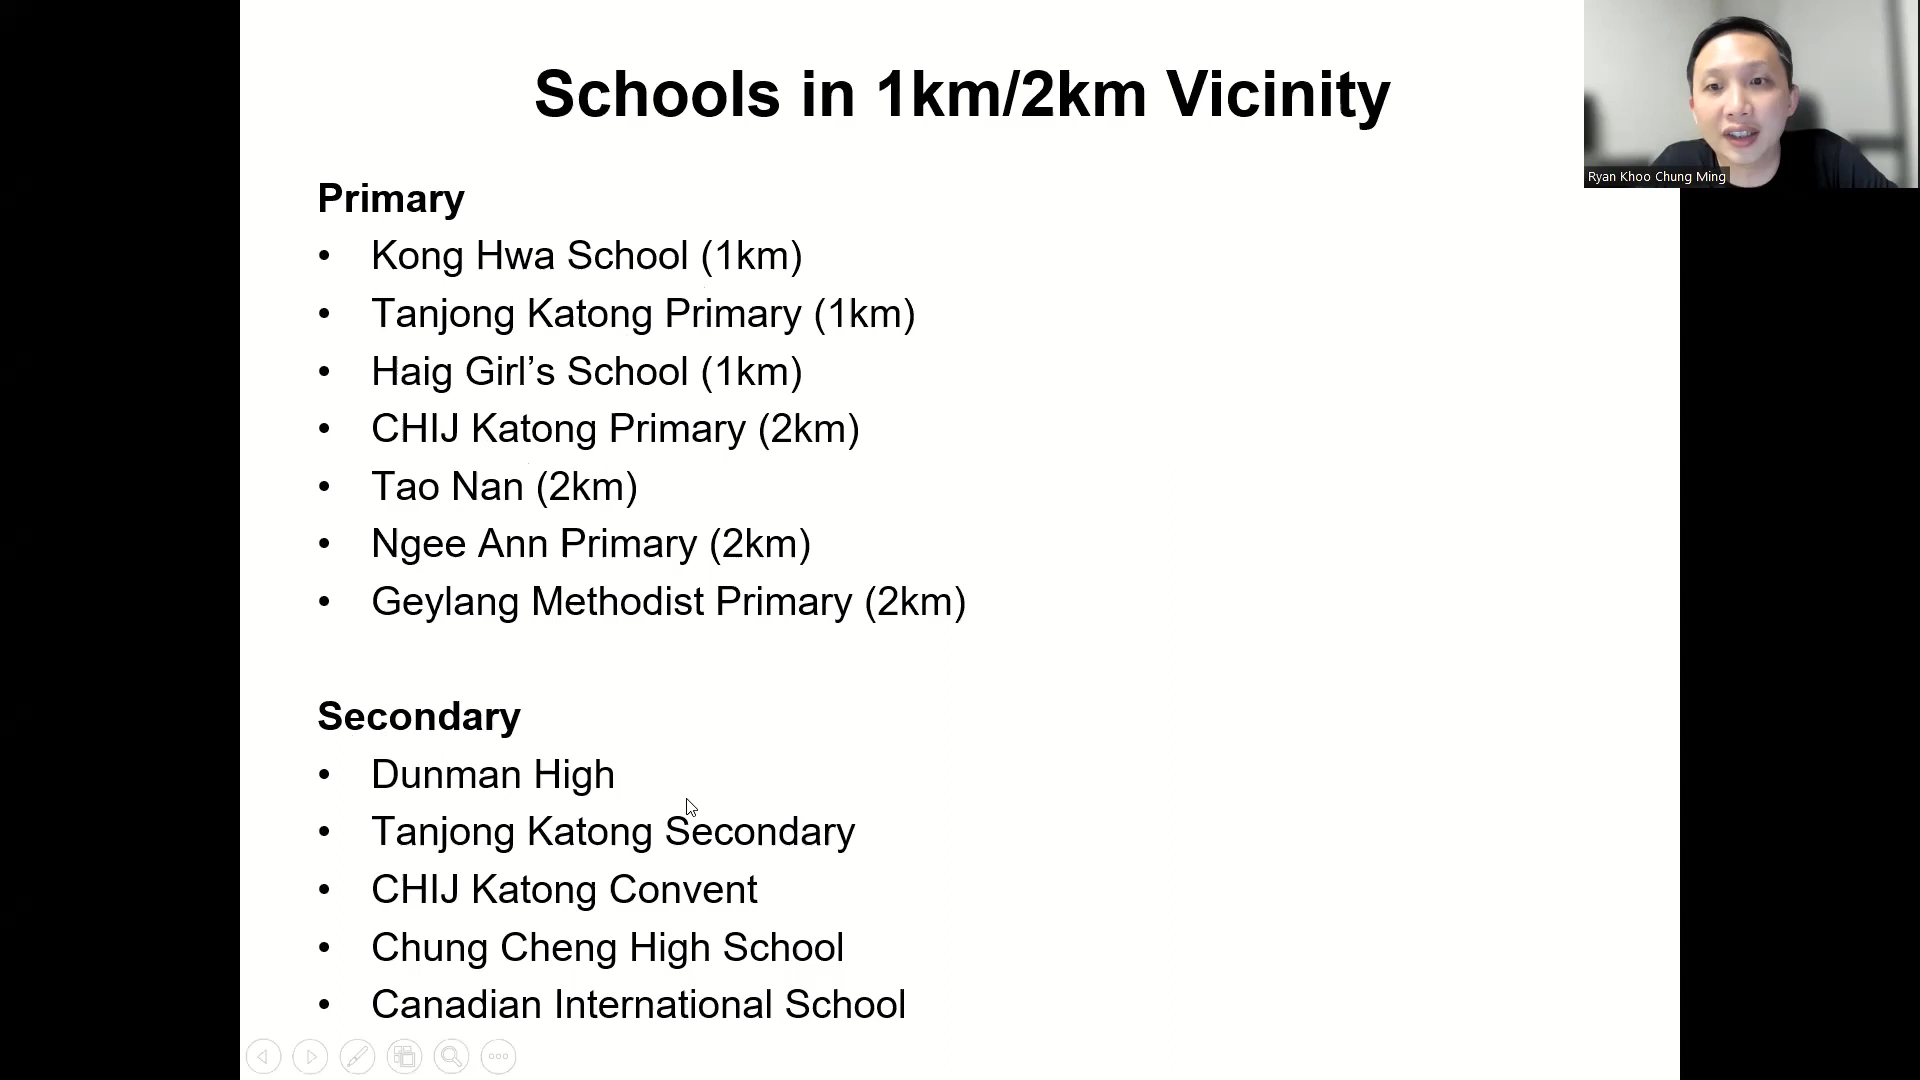 Schools in 1km/2km Vicinity
Ryan Khoo Chung Ming
Primary
• Kong Hwa School (1km)
• Tanjong Katong Primary (1km)
• Haig Girl’s School (1km)
• CHIJ Katong Primary (2km)
• Tao Nan (2km)
• Ngee Ann Primary (2km)
• Geylang Methodist Primary (2km)
Secondary
• Dunman High
• Tanjong Katong Secondary
• CHIJ Katong Convent
• Chung Cheng High School
• Canadian International School